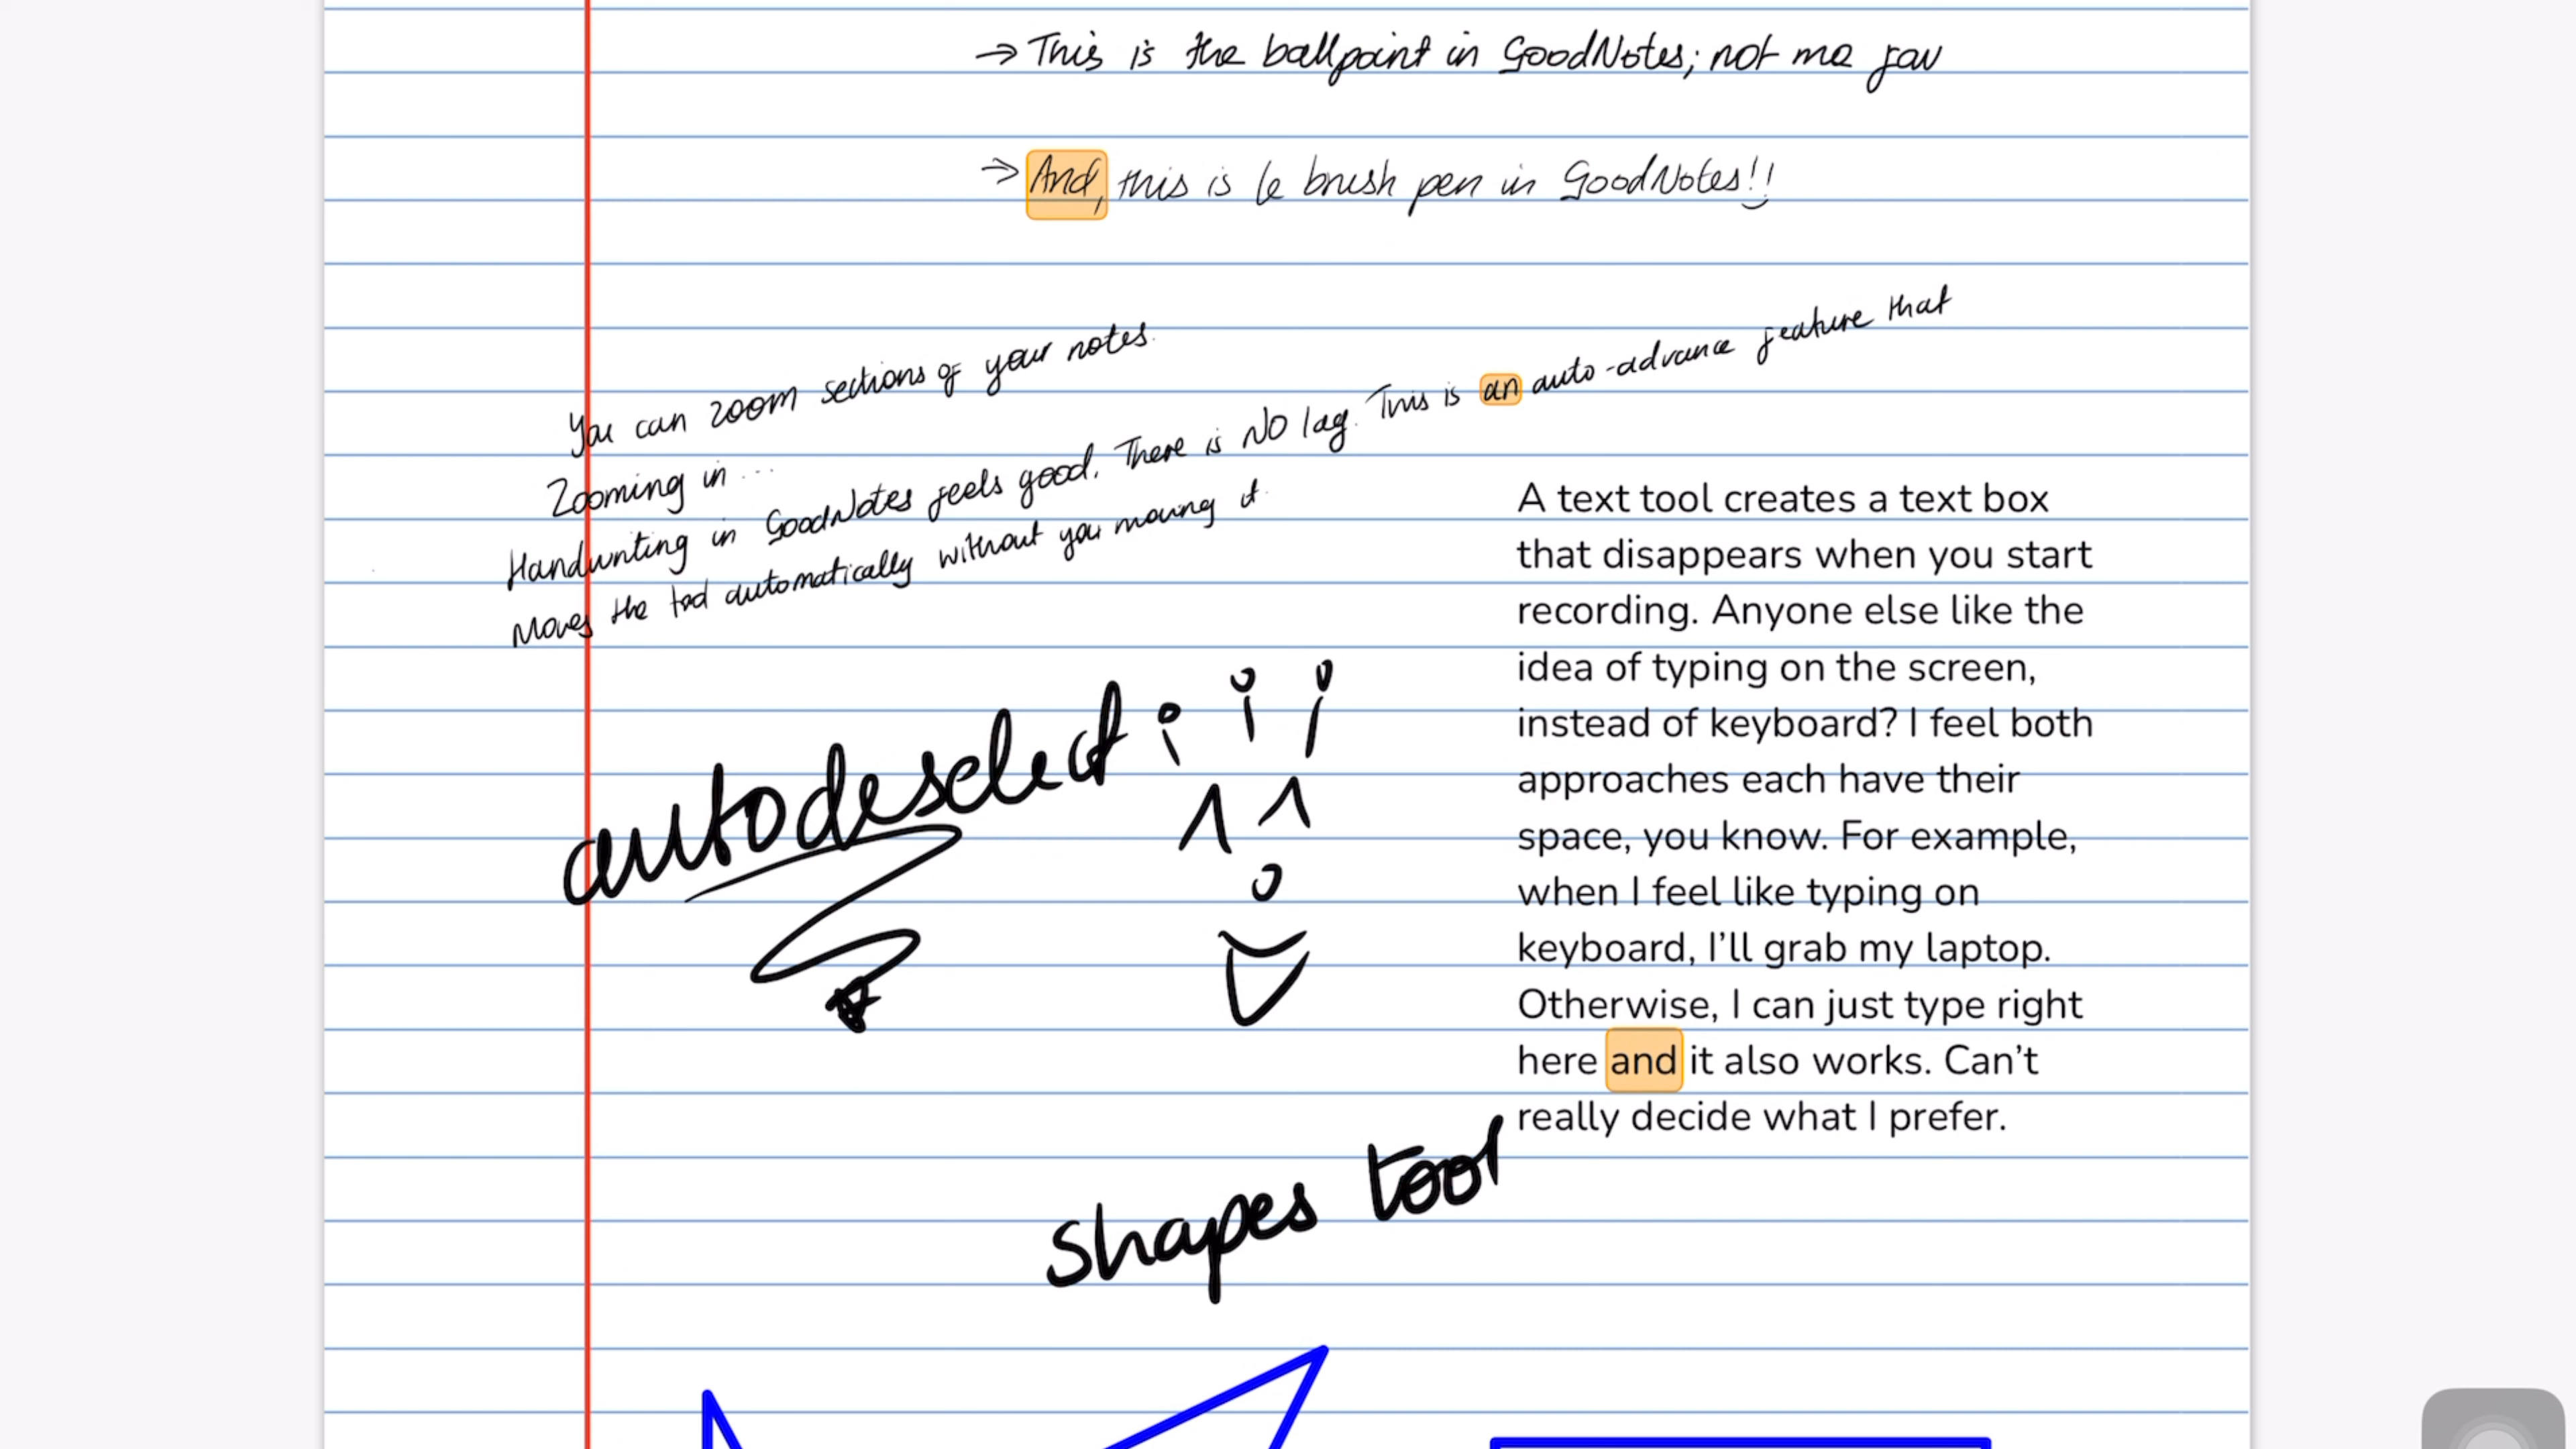 → This is the ballpoint in GoodNotes; not me fav
→ And, this is le brush pen in GoodNotes!!
You can zoom sections of your notes.
Zooming in ...
Handwriting in GoodNotes feels good. There is NO lag. This is an auto-advance feature that
moves the tad automatically without you moving it.
autodeselect
A text tool creates a text box
that disappears when you start
recording. Anyone else like the
idea of typing on the screen,
instead of keyboard? I feel both
approaches each have their
space, you know. For example,
when I feel like typing on
keyboard, I’ll grab my laptop.
Otherwise, I can just type right
here and it also works. Can’t
really decide what I prefer.
shapes tool